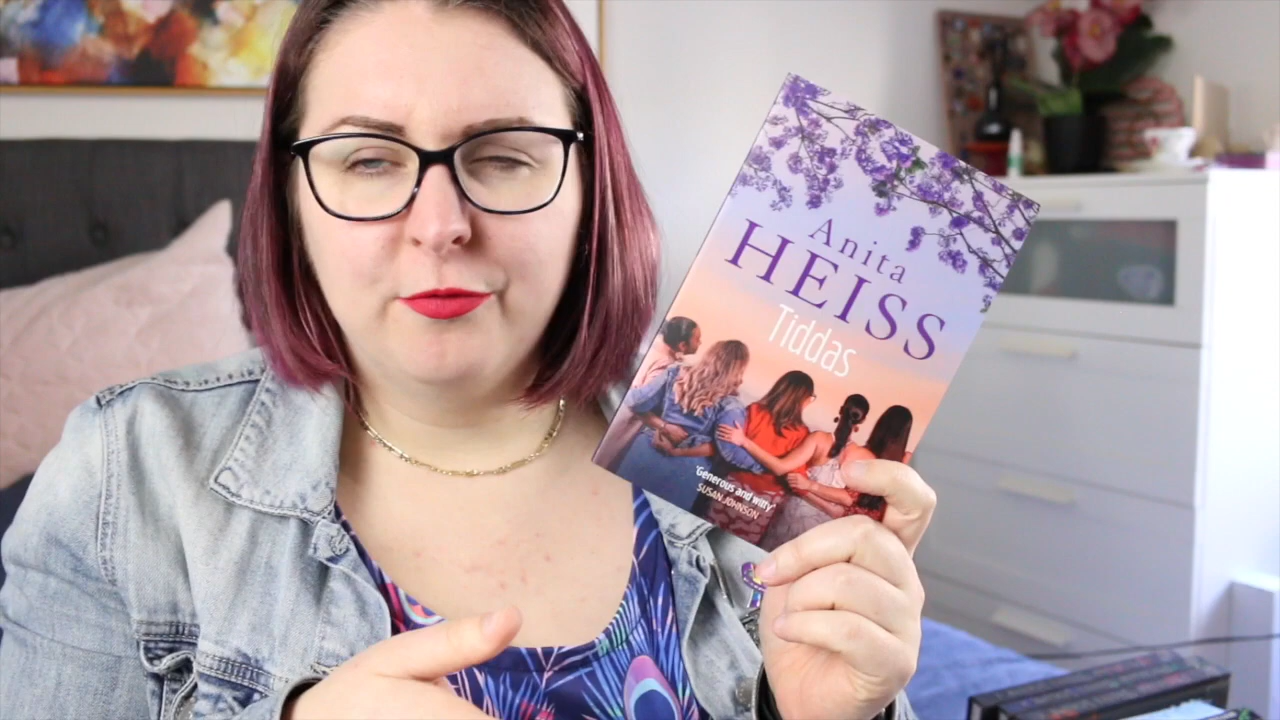 Anita
HEISS
Tiddas
'Generous and witty'
SUSAN JOHNSON